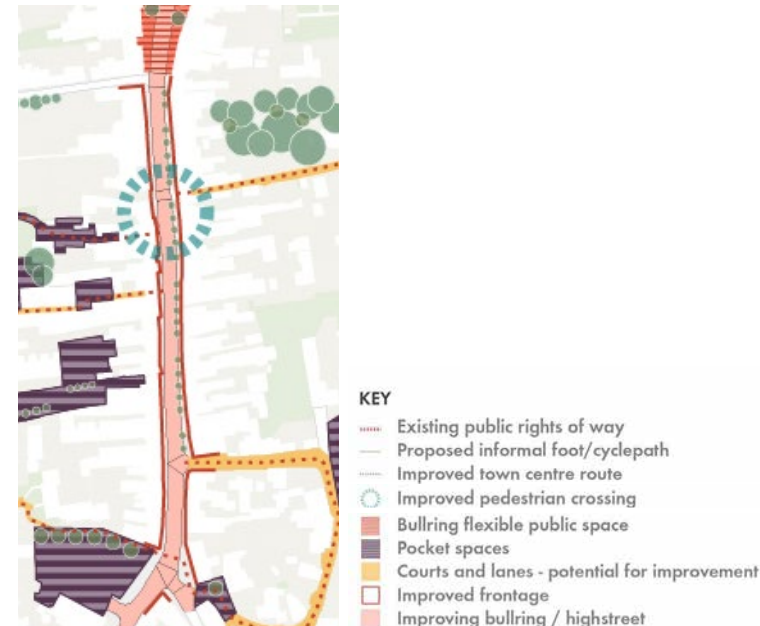 KEY
Existing public rights of way
Proposed informal foot/cyclepath
Improved town centre route
Improved pedestrian crossing
Bullring flexible public space
Pocket spaces
Courts and lanes - potential for improvement
Improved frontage
Improving bullring / highstreet